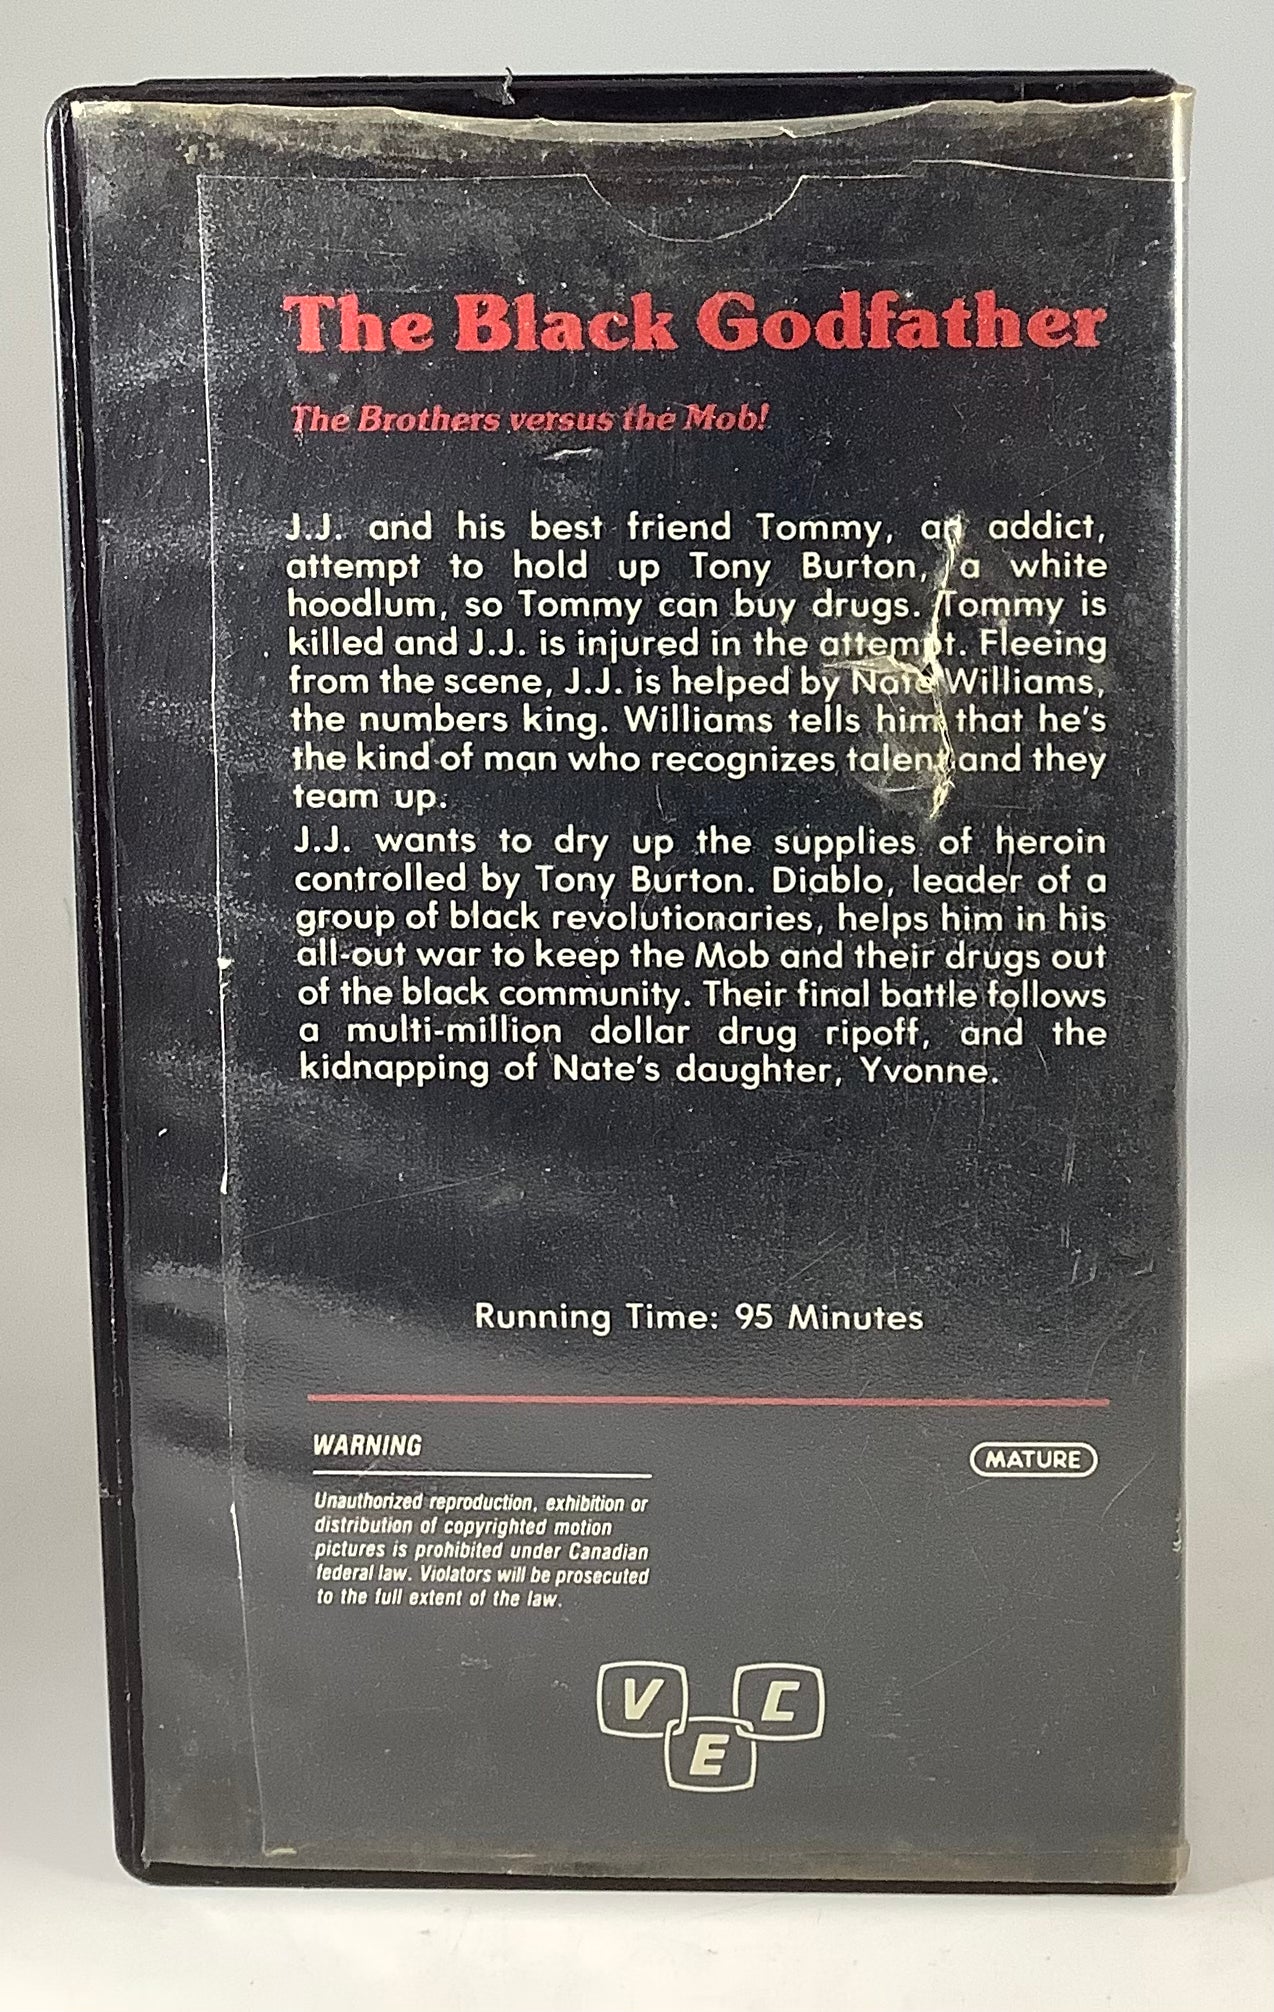 The Black Godfather
The Brothers versus the Mob!
J.J. and his best friend Tommy, an addict,
attempt to hold up Tony Burton, a white
hoodlum, so Tommy can buy drugs. Tommy is
killed and J.J. is injured in the attempt. Fleeing
from the scene, J.J. is helped by Nate Williams,
the numbers king. Williams tells him that he's
the kind of man who recognizes talent and they
team up.
J.J. wants to dry up the supplies of heroin
controlled by Tony Burton. Diablo, leader of a
group of black revolutionaries, helps him in his
all-out war to keep the Mob and their drugs out
of the black community. Their final battle follows
a multi-million dollar drug ripoff, and the
kidnapping of Nate's daughter, Yvonne.
Running Time: 95 Minutes
WARNING
MATURE
Unauthorized reproduction, exhibition or
distribution of copyrighted motion
pictures is prohibited under Canadian
federal law. Violators will be prosecuted
to the full extent of the law.
V E C